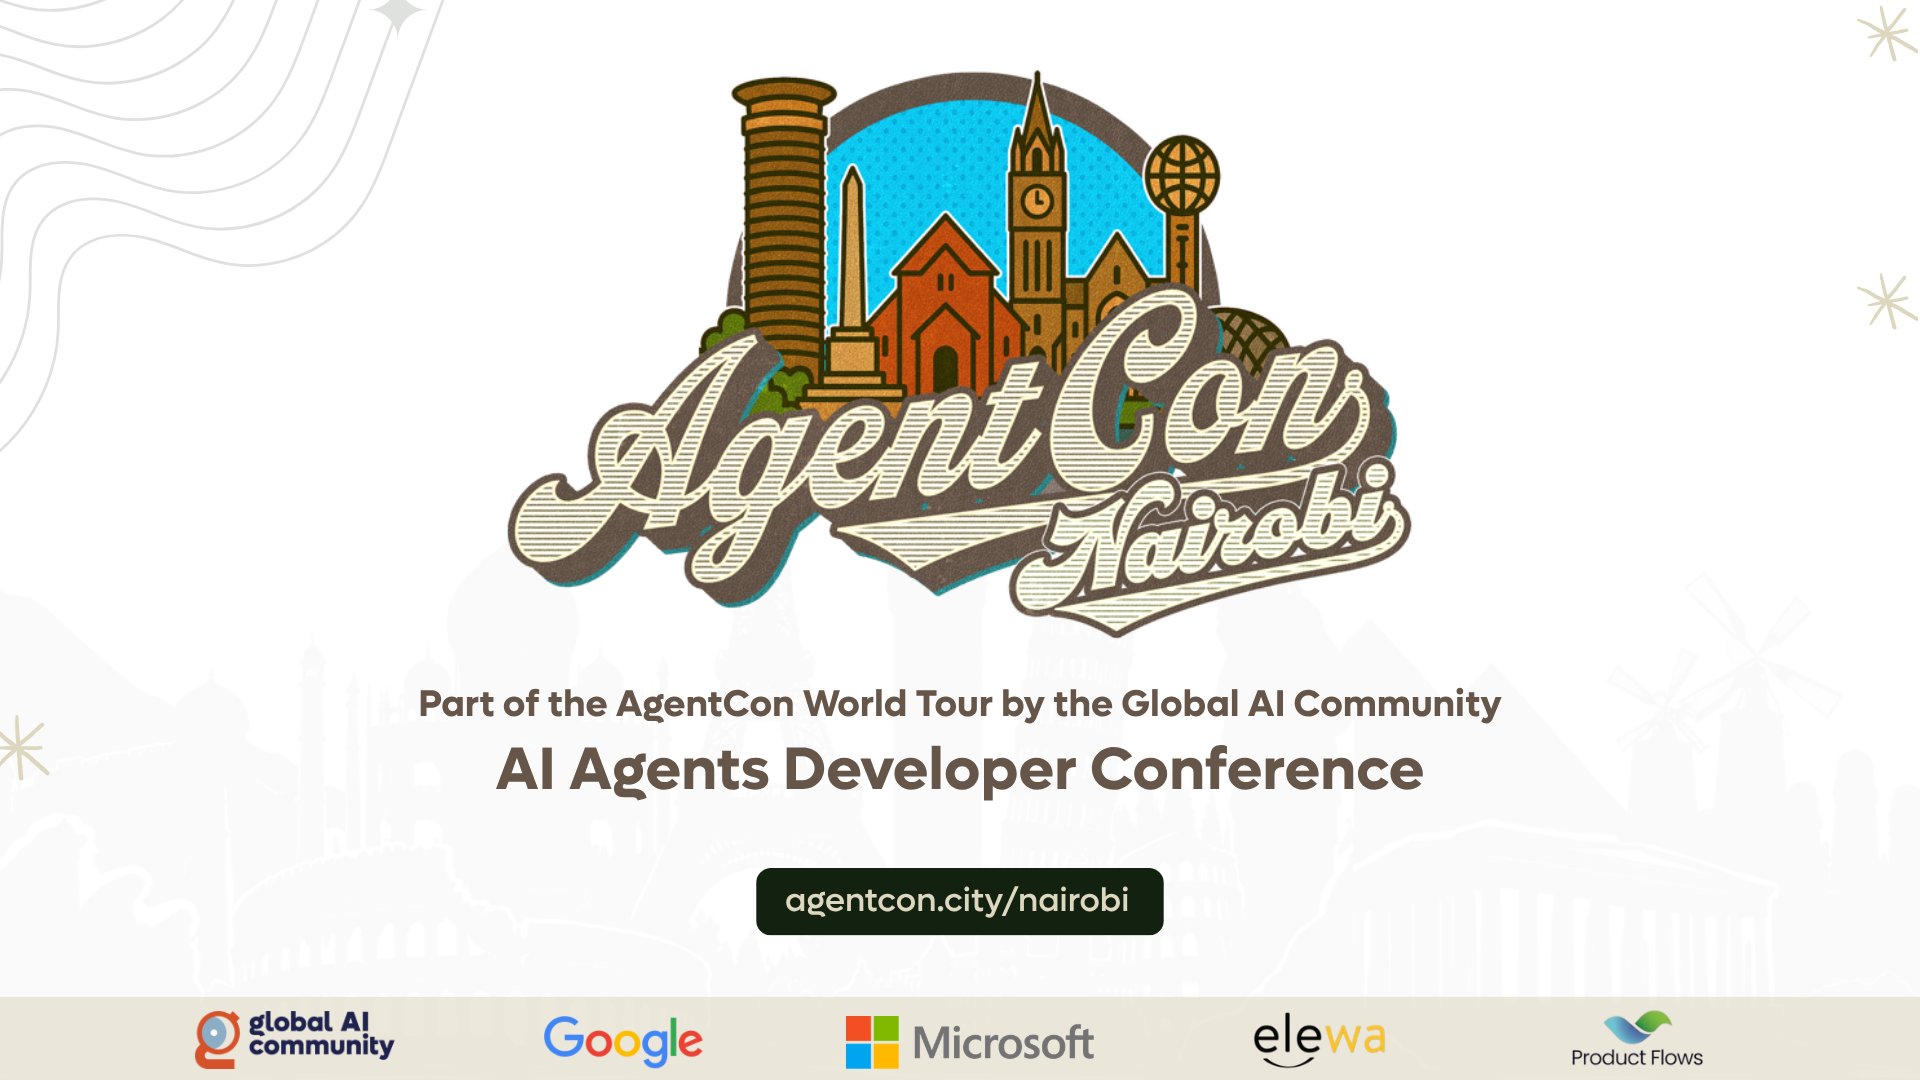 AgentCon
Nairobi
Part of the AgentCon World Tour by the Global AI Community
AI Agents Developer Conference
agentcon.city/nairobi
global AI
community
Google
Microsoft
elewa
Product Flows